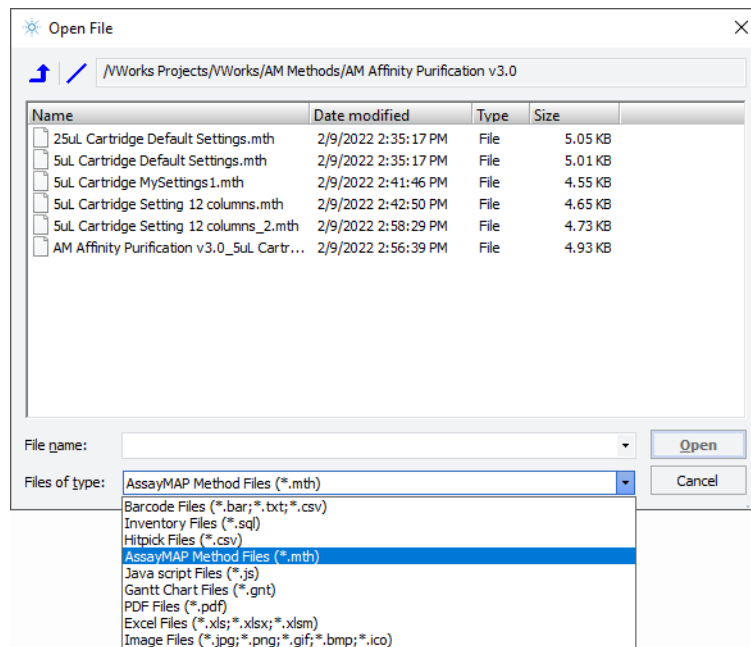 Open File
/VWorks Projects/VWorks/AM Methods/AM Affinity Purification v3.0
Name Date modified Type Size
25uL Cartridge Default Settings.mth 2/9/2022 2:35:17 PM File 5.05 KB
5uL Cartridge Default Settings.mth 2/9/2022 2:35:17 PM File 5.01 KB
5uL Cartridge MySettings1.mth 2/9/2022 2:41:46 PM File 4.55 KB
5uL Cartridge Setting 12 columns.mth 2/9/2022 2:42:50 PM File 4.65 KB
5uL Cartridge Setting 12 columns_2.mth 2/9/2022 2:58:29 PM File 4.73 KB
AM Affinity Purification v3.0_5uL Cartr... 2/9/2022 2:56:39 PM File 4.93 KB
File name: Open
Files of type: AssayMAP Method Files (*.mth) Cancel
Barcode Files (*.bar;*.txt;*.csv)
Inventory Files (*.sql)
Hitpick Files (*.csv)
AssayMAP Method Files (*.mth)
Java script Files (*.js)
Gantt Chart Files (*.gnt)
PDF Files (*.pdf)
Excel Files (*.xls;*.xlsx;*.xlsm)
Image Files (*.jpg;*.png;*.gif;*.bmp;*.ico)